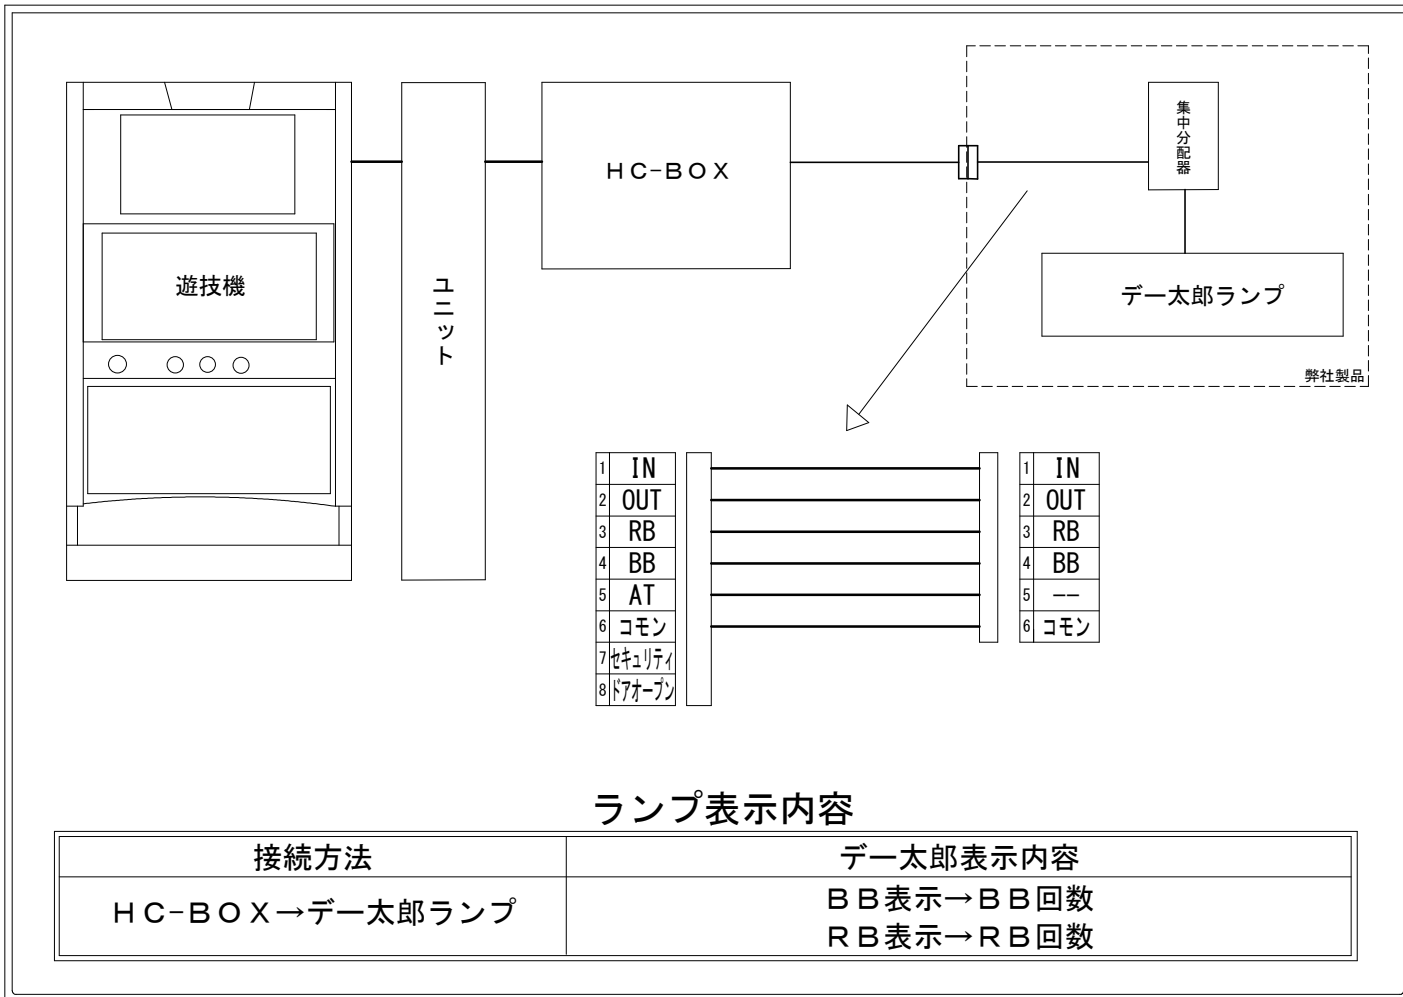 遊技機
ユニット
HC-BOX
集中分配器
デー太郎ランプ
弊社製品
1 IN
2 OUT
3 RB
4 BB
5 AT
6 コモン
7 セキュリティ
8 ドアオープン
1 IN
2 OUT
3 RB
4 BB
5 --
6 コモン
ランプ表示内容
接続方法 デー太郎表示内容
HC-BOX→デー太郎ランプ
BB表示→BB回数
RB表示→RB回数